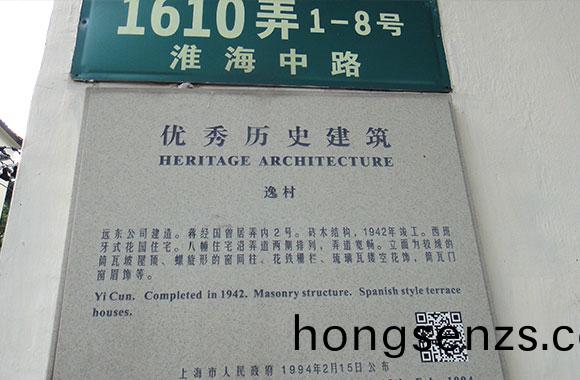 1610弄 1-8号
淮海中路
优秀历史建筑
HERITAGE ARCHITECTURE
逸村
远东公司建造。蒋经国曾居弄内2号。砖木结构,1942年竣工。西班
牙式花园住宅。八幢住宅沿弄道两侧排列,弄道宽畅。立面为较缓的
筒瓦坡屋顶、螺旋形的窗间柱、花铁栅栏、琉璃瓦镂空花饰,筒瓦门
窗眉饰等。
Yi Cun. Completed in 1942. Masonry structure. Spanish style terrace
houses.
上海市人民政府 1994年2月15日公布
hongsenzs.com